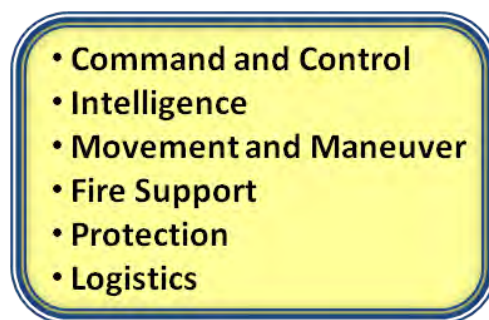 • Command and Control
• Intelligence
• Movement and Maneuver
• Fire Support
• Protection
• Logistics